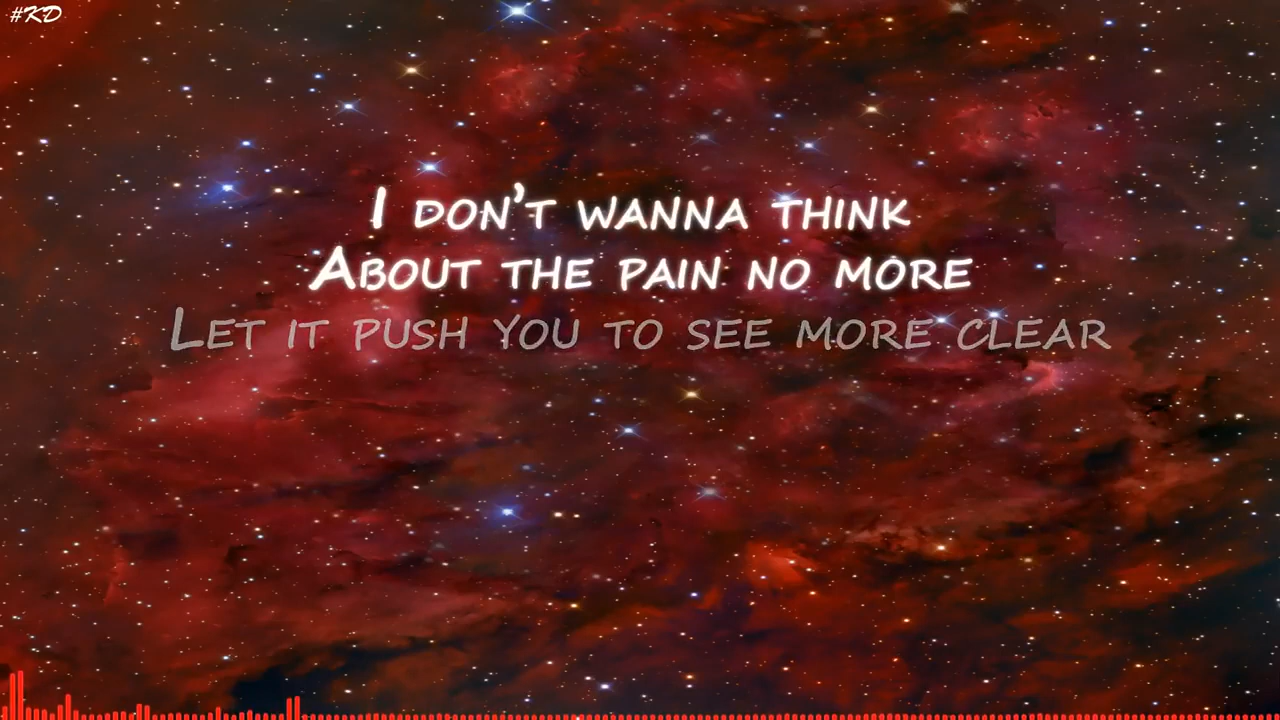 #KD
I DON'T WANNA THINK
ABOUT THE PAIN NO MORE
LET IT PUSH YOU TO SEE MORE CLEAR